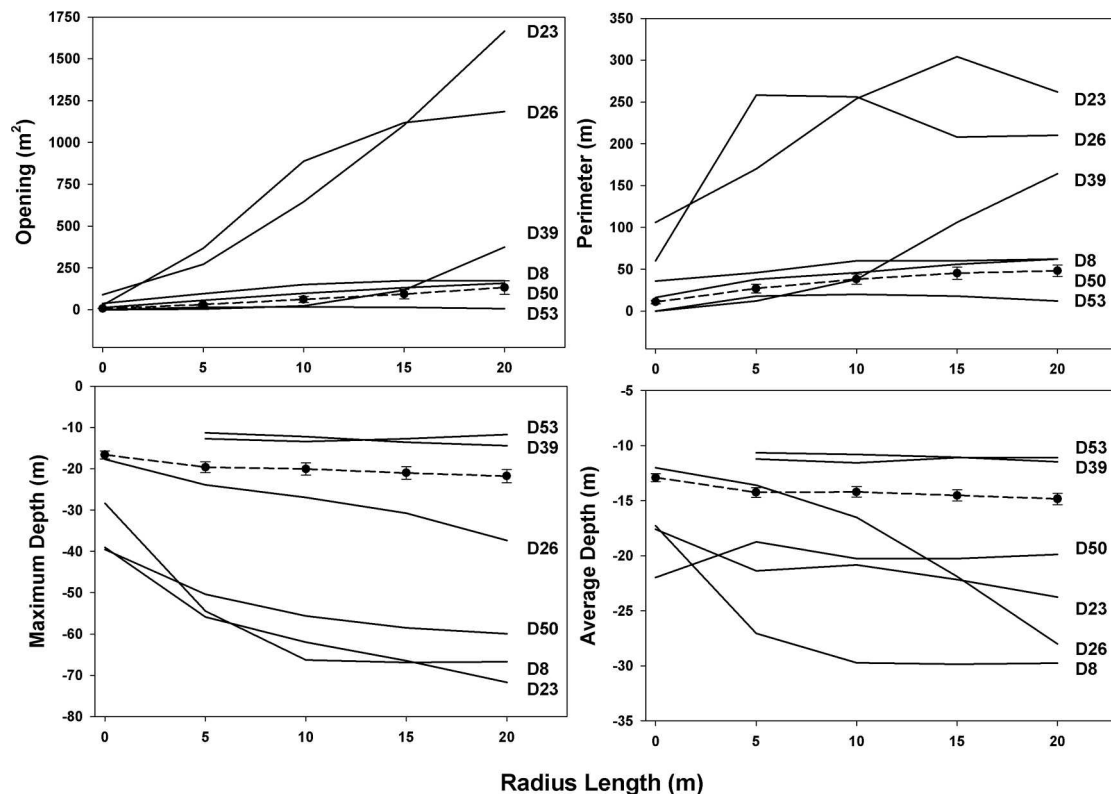 Opening (m²)
1750
1500
1250
1000
750
500
250
0
0 5 10 15 20
D23
D26
D39
D8
D50
D53
Perimeter (m)
350
300
250
200
150
100
50
0
0 5 10 15 20
D23
D26
D39
D8
D50
D53
Maximum Depth (m)
0
-10
-20
-30
-40
-50
-60
-70
-80
0 5 10 15 20
D53
D39
D26
D50
D8
D23
Average Depth (m)
-5
-10
-15
-20
-25
-30
-35
0 5 10 15 20
D53
D39
D50
D23
D26
D8
Radius Length (m)